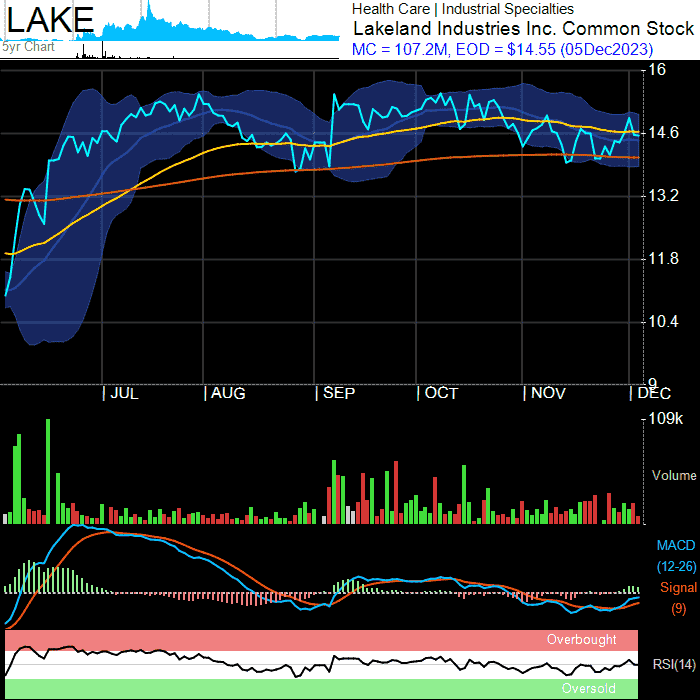 LAKE
Health Care | Industrial Specialties
Lakeland Industries Inc. Common Stock
5yr Chart
MC = 107.2M, EOD = $14.55 (05Dec2023)
16
14.6
13.2
11.8
10.4
9
JUL AUG SEP OCT NOV DEC
109k
Volume
MACD
(12-26)
Signal
(9)
Overbought
RSI(14)
Oversold